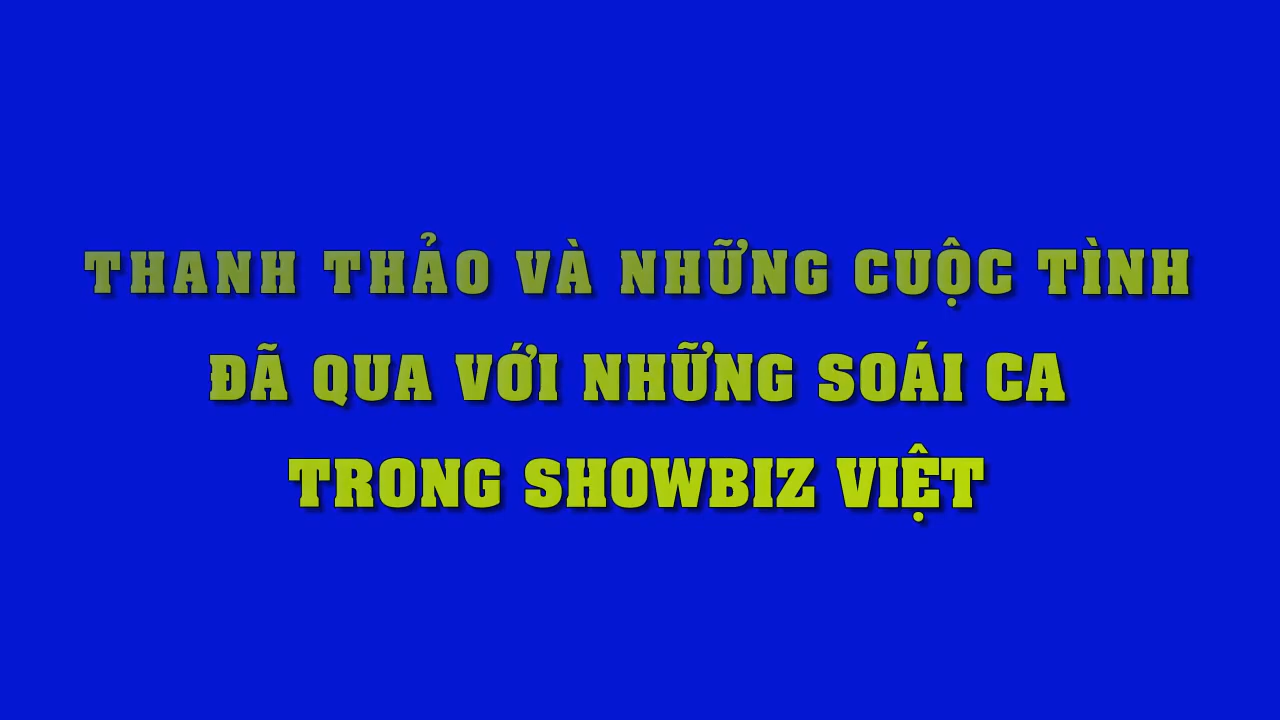 THANH THẢO VÀ NHỮNG CUỘC TÌNH
ĐÃ QUA VỚI NHỮNG SOÁI CA
TRONG SHOWBIZ VIỆT